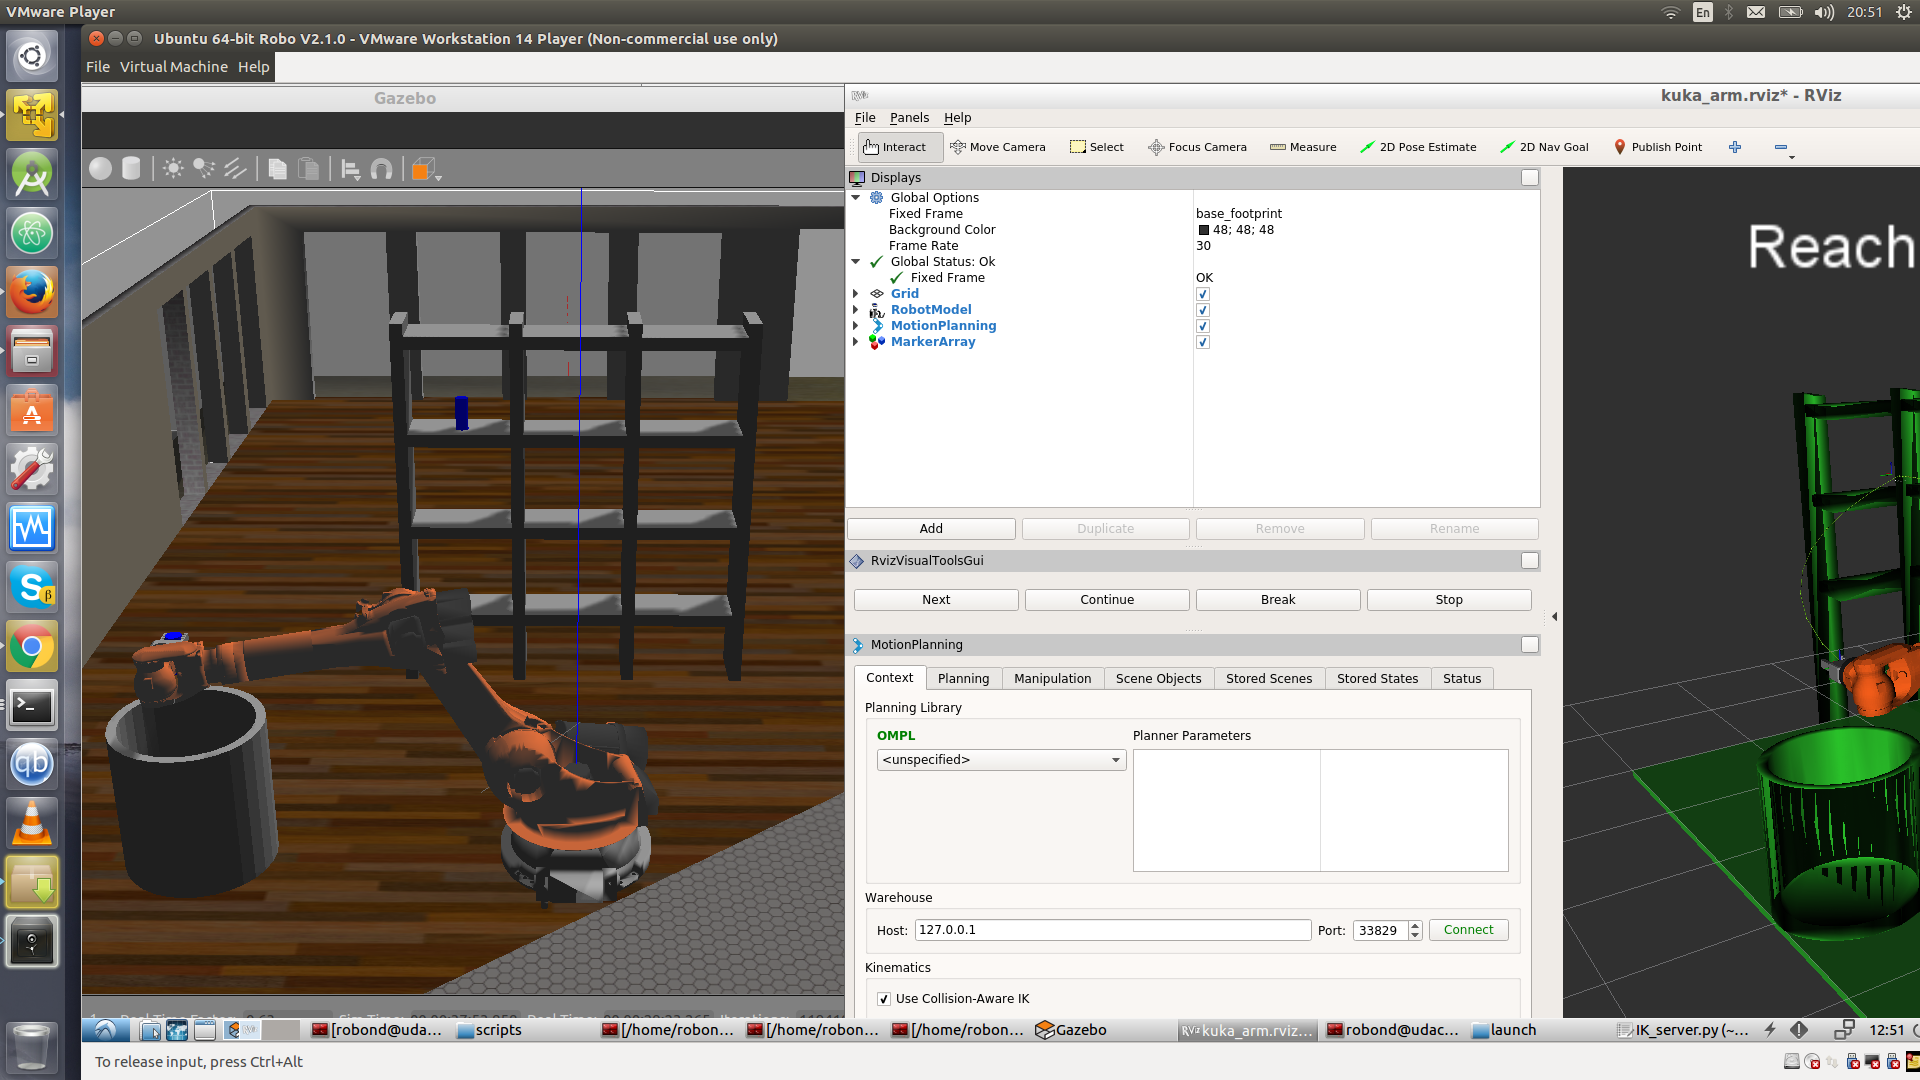 VMware Player
En
20:51
Ubuntu 64-bit Robo V2.1.0 - VMware Workstation 14 Player (Non-commercial use only)
File Virtual Machine Help
Gazebo
RViz
kuka_arm.rviz* - RViz
File Panels Help
Interact Move Camera Select Focus Camera Measure 2D Pose Estimate 2D Nav Goal Publish Point
Displays
Global Options
Fixed Frame base_footprint
Background Color 48; 48; 48
Frame Rate 30
Global Status: Ok
Fixed Frame OK
Grid
RobotModel
MotionPlanning
MarkerArray
Add Duplicate Remove Rename
RvizVisualToolsGui
Next Continue Break Stop
MotionPlanning
Context Planning Manipulation Scene Objects Stored Scenes Stored States Status
Planning Library
OMPL
<unspecified>
Planner Parameters
Warehouse
Host: 127.0.0.1 Port: 33829 Connect
Kinematics
Use Collision-Aware IK
Reach
[robond@uda... scripts [/home/robon... [/home/robon... [/home/robon... Gazebo kuka_arm.rviz... robond@udac... launch IK_server.py (~... 12:51
To release input, press Ctrl+Alt